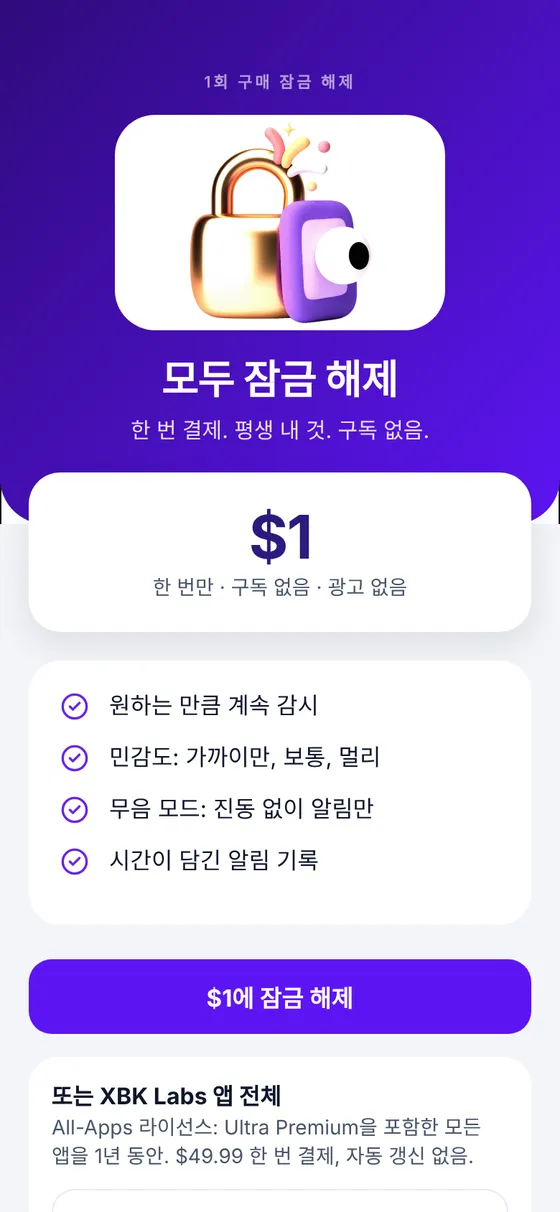 1회 구매 잠금 해제
모두 잠금 해제
한 번 결제. 평생 내 것. 구독 없음.
$1
한 번만 · 구독 없음 · 광고 없음
원하는 만큼 계속 감시
민감도: 가까이만, 보통, 멀리
무음 모드: 진동 없이 알림만
시간이 담긴 알림 기록
$1에 잠금 해제
또는 XBK Labs 앱 전체
All-Apps 라이선스: Ultra Premium을 포함한 모든
앱을 1년 동안. $49.99 한 번 결제, 자동 갱신 없음.